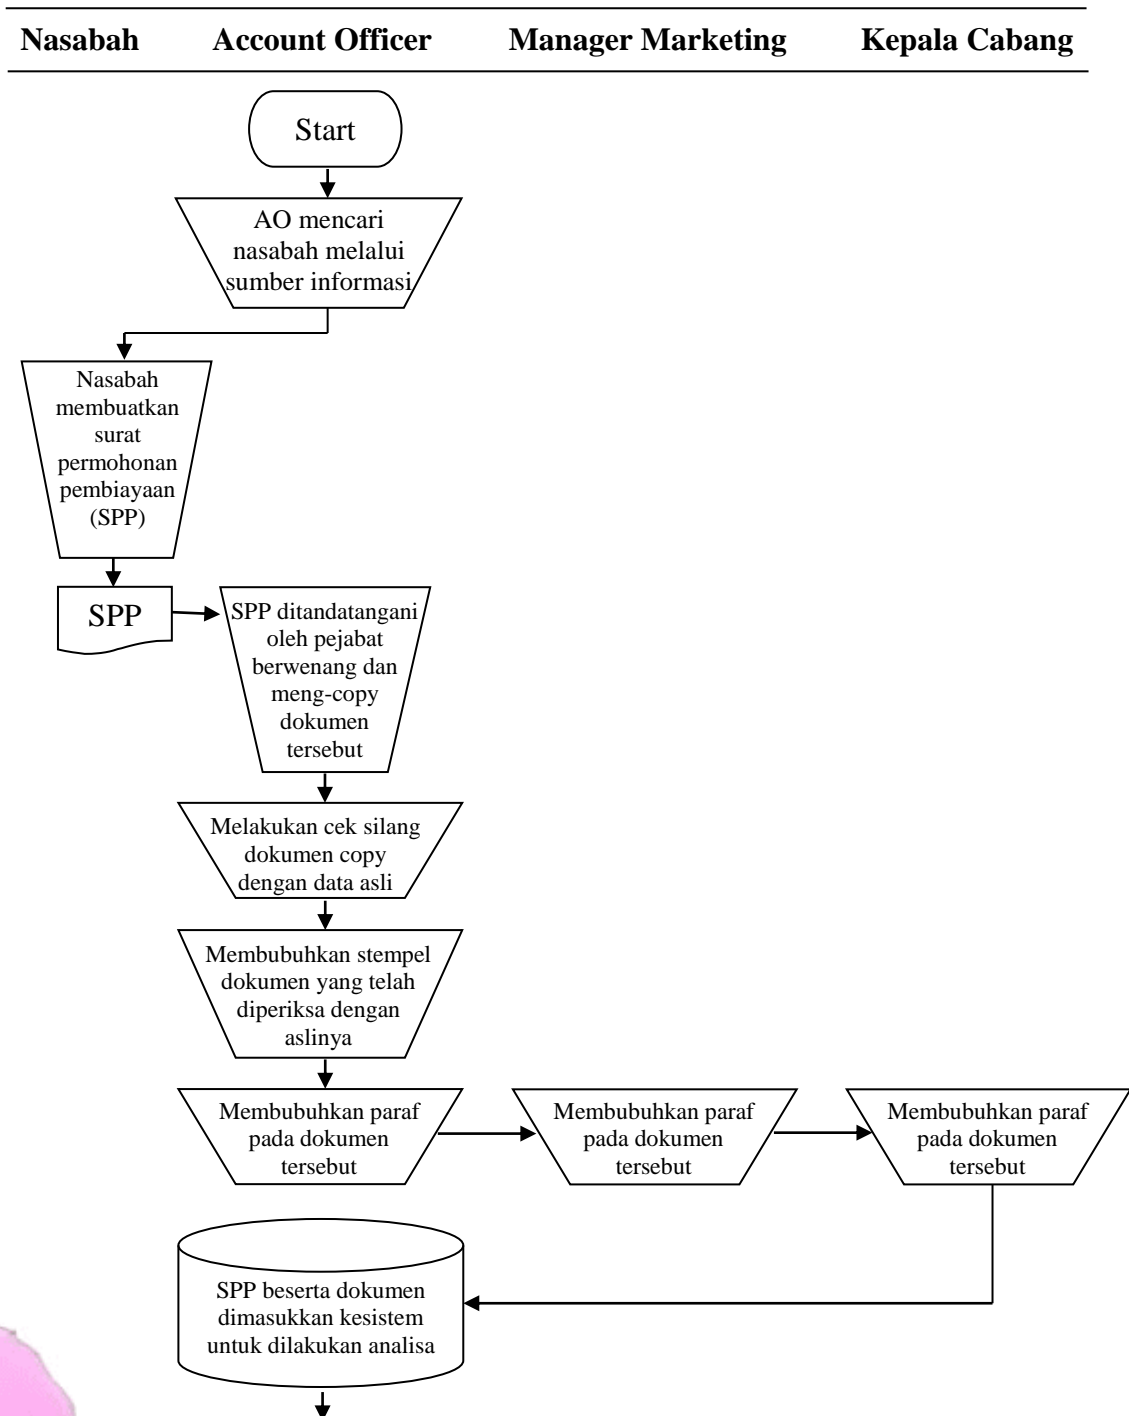 Nasabah Account Officer Manager Marketing Kepala Cabang
Start
AO mencari
nasabah melalui
sumber informasi
Nasabah
membuatkan
surat
permohonan
pembiayaan
(SPP)
SPP
SPP ditandatangani
oleh pejabat
berwenang dan
meng-copy
dokumen
tersebut
Melakukan cek silang
dokumen copy
dengan data asli
Membubuhkan stempel
dokumen yang telah
diperiksa dengan
aslinya
Membubuhkan paraf
pada dokumen
tersebut
Membubuhkan paraf
pada dokumen
tersebut
Membubuhkan paraf
pada dokumen
tersebut
SPP beserta dokumen
dimasukkan kesistem
untuk dilakukan analisa